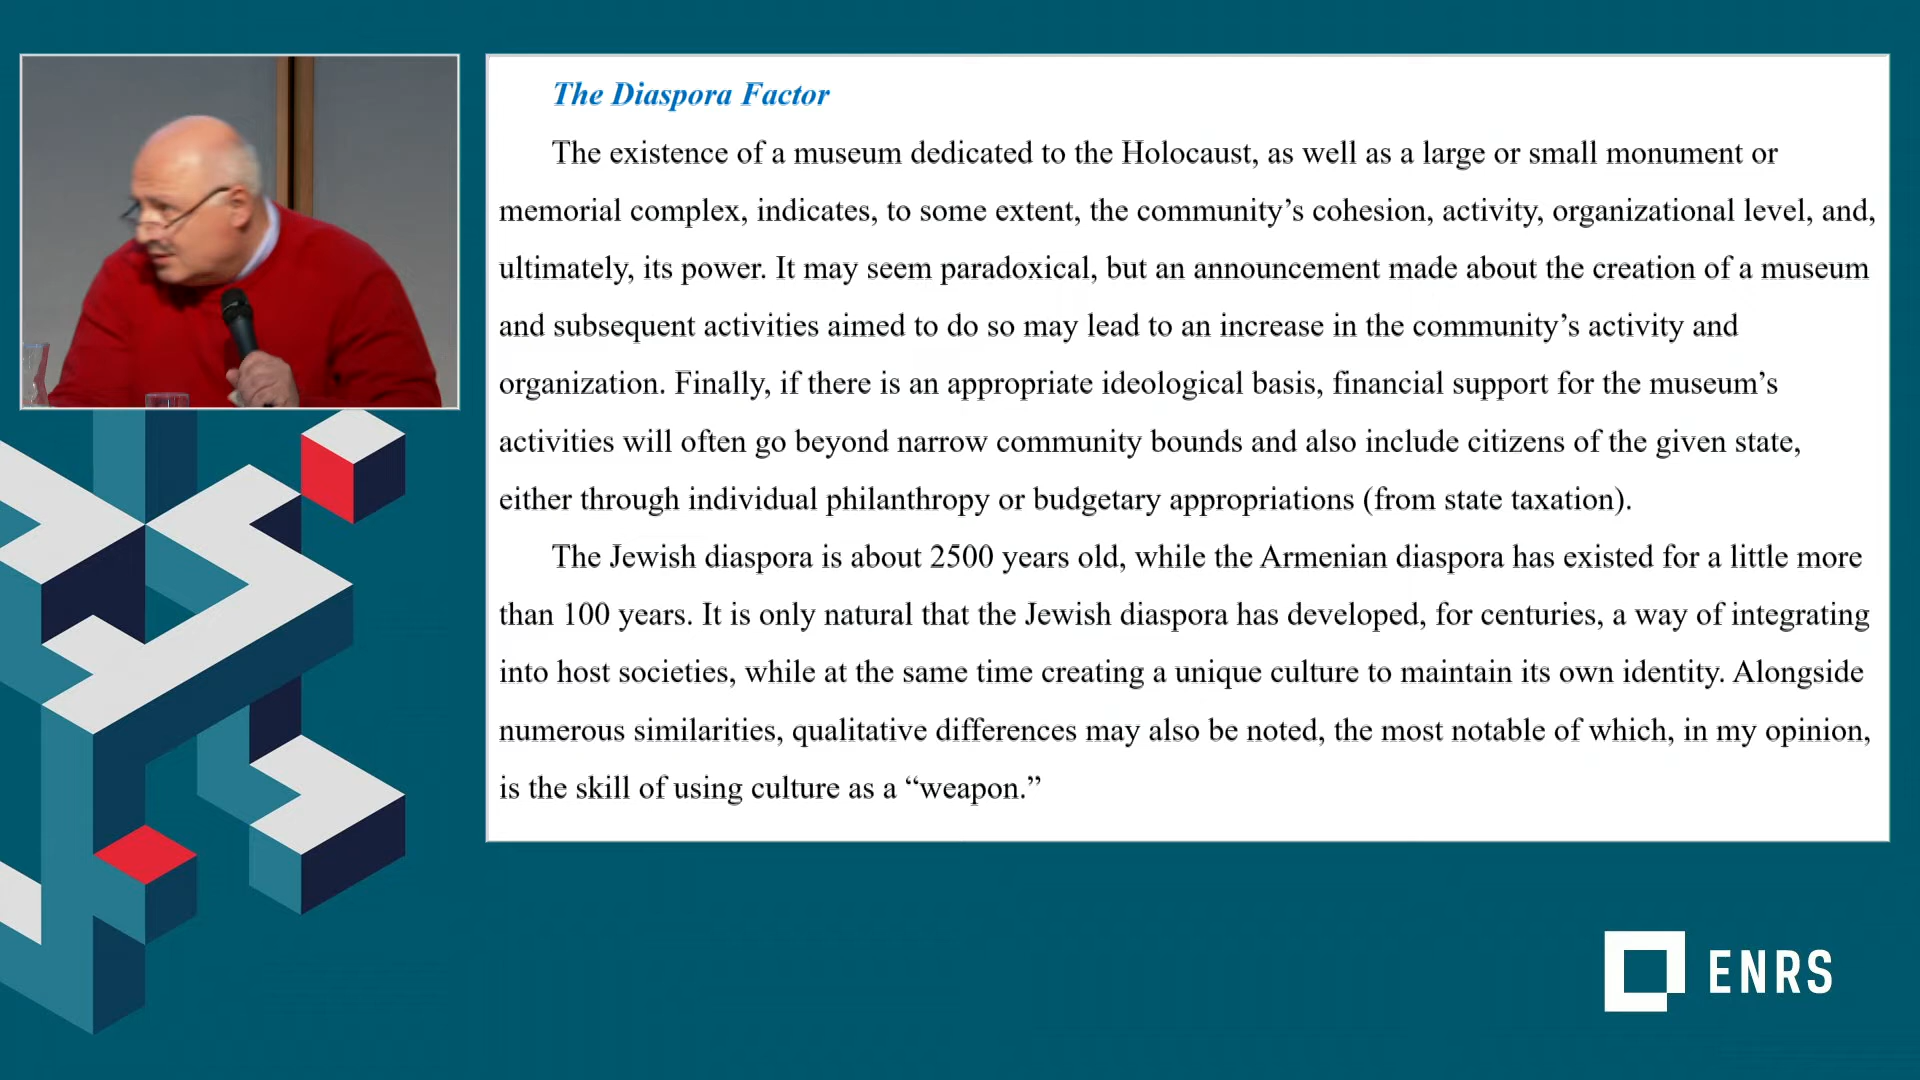 The Diaspora Factor
The existence of a museum dedicated to the Holocaust, as well as a large or small monument or
memorial complex, indicates, to some extent, the community’s cohesion, activity, organizational level, and,
ultimately, its power. It may seem paradoxical, but an announcement made about the creation of a museum
and subsequent activities aimed to do so may lead to an increase in the community’s activity and
organization. Finally, if there is an appropriate ideological basis, financial support for the museum’s
activities will often go beyond narrow community bounds and also include citizens of the given state,
either through individual philanthropy or budgetary appropriations (from state taxation).
The Jewish diaspora is about 2500 years old, while the Armenian diaspora has existed for a little more
than 100 years. It is only natural that the Jewish diaspora has developed, for centuries, a way of integrating
into host societies, while at the same time creating a unique culture to maintain its own identity. Alongside
numerous similarities, qualitative differences may also be noted, the most notable of which, in my opinion,
is the skill of using culture as a “weapon.”
ENRS